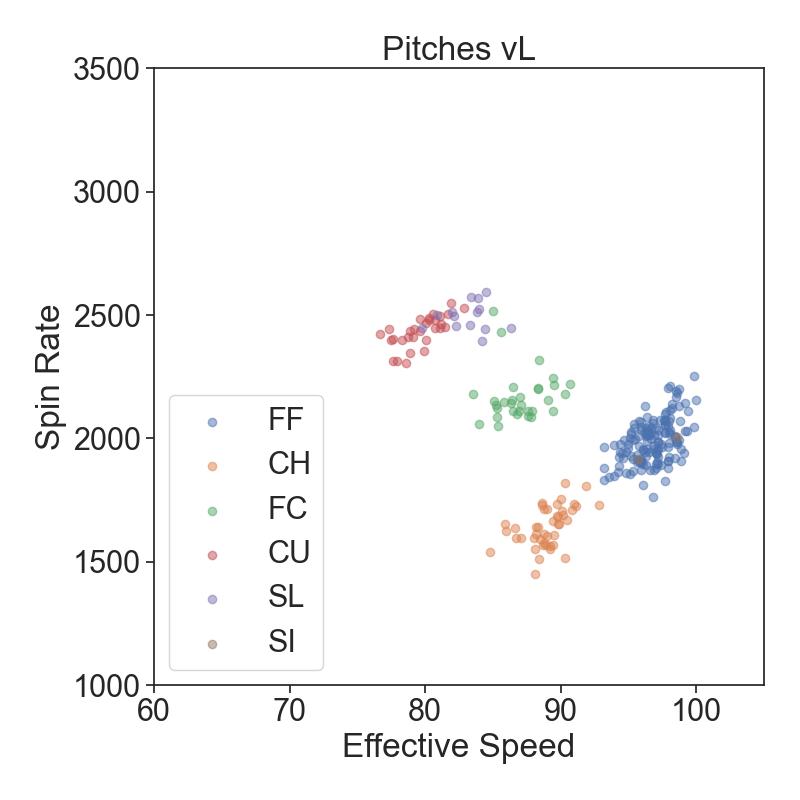 Pitches vL
3500
3000
2500
2000
1500
1000
Spin Rate
FF
CH
FC
CU
SL
SI
60 70 80 90 100
Effective Speed